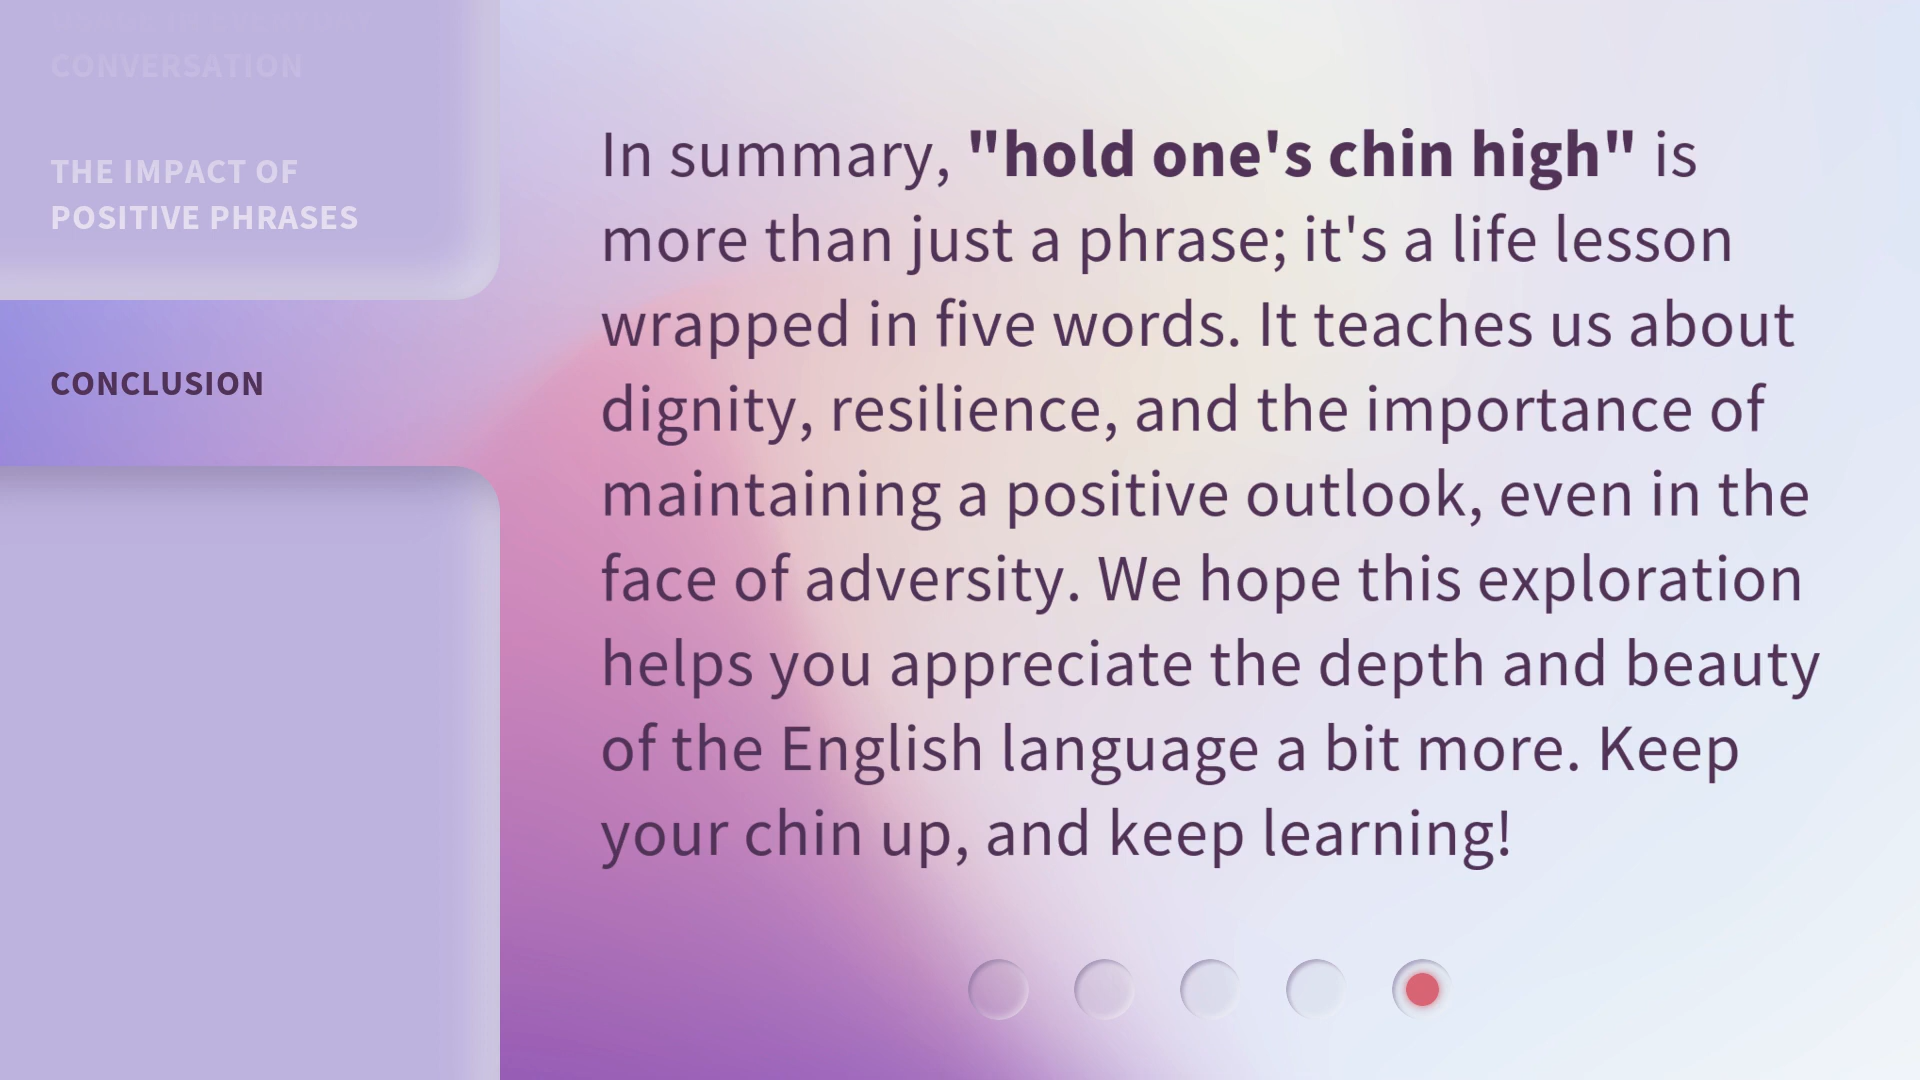 CONVERSATION
THE IMPACT OF
POSITIVE PHRASES
CONCLUSION
In summary, "hold one's chin high" is
more than just a phrase; it's a life lesson
wrapped in five words. It teaches us about
dignity, resilience, and the importance of
maintaining a positive outlook, even in the
face of adversity. We hope this exploration
helps you appreciate the depth and beauty
of the English language a bit more. Keep
your chin up, and keep learning!